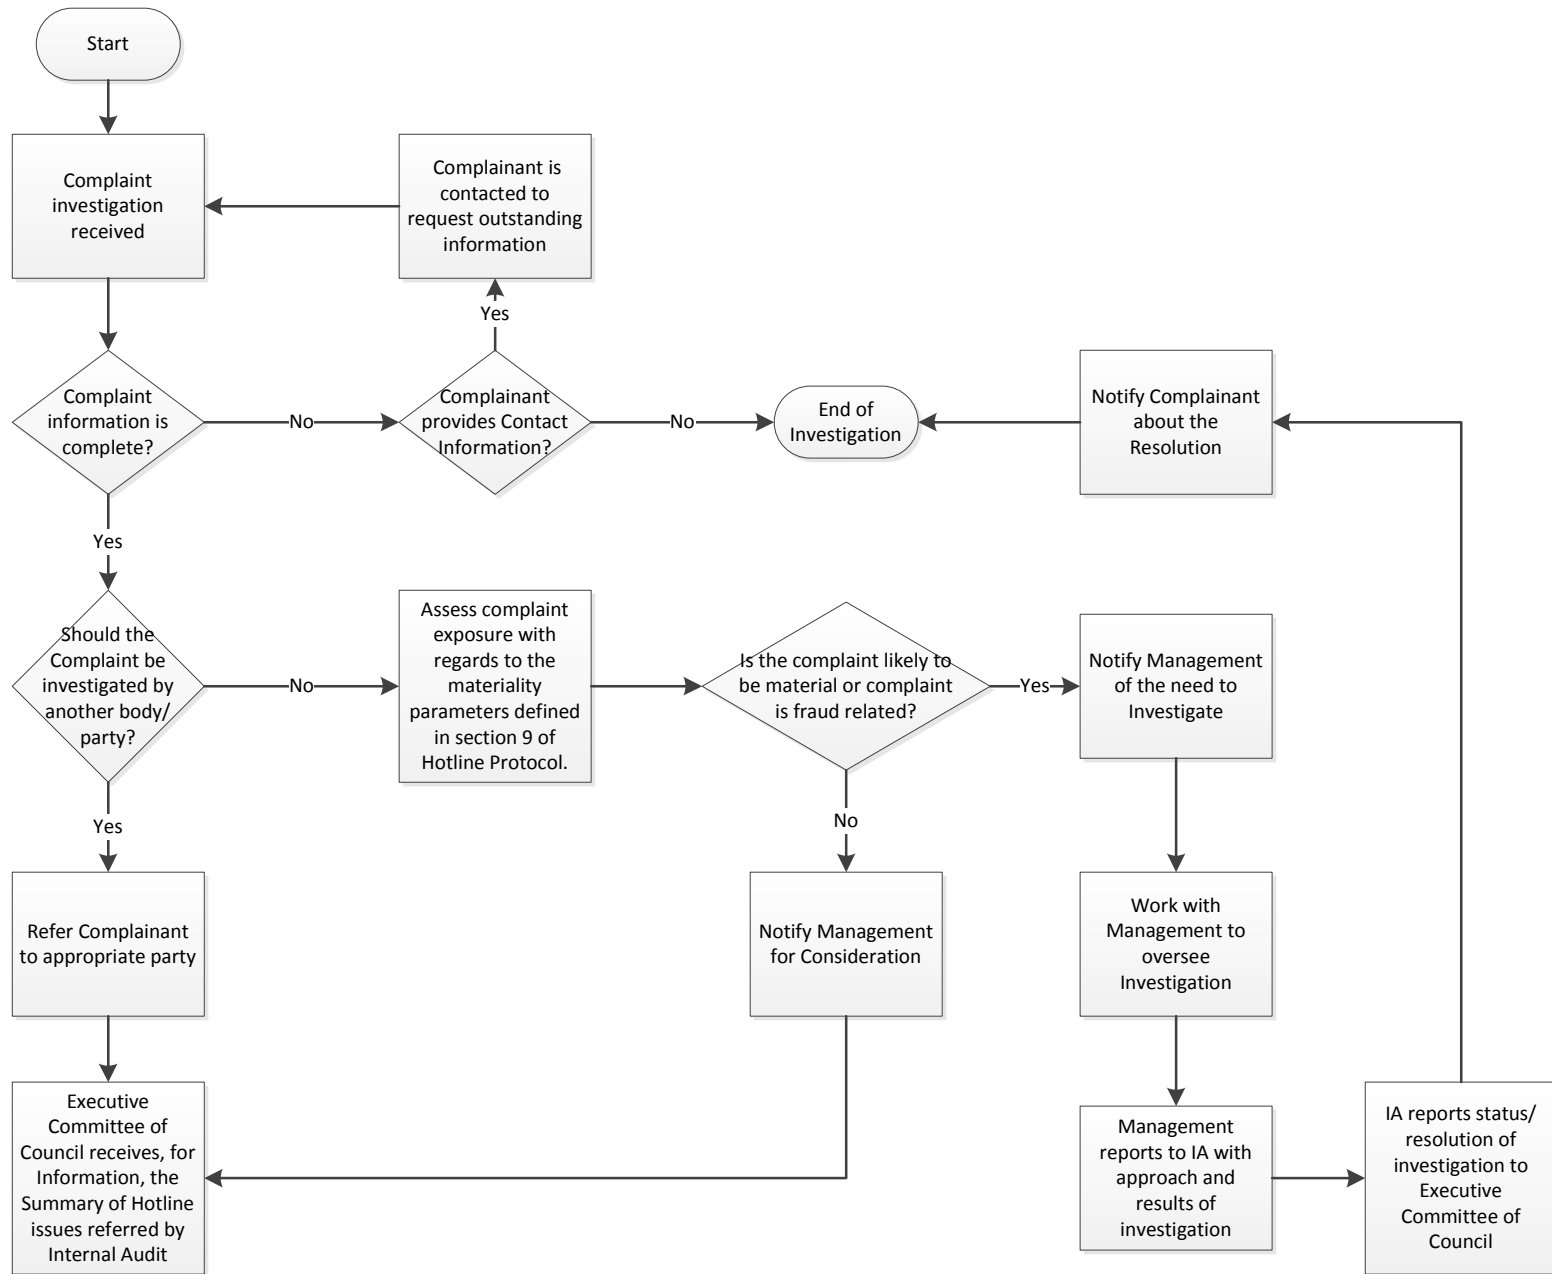 Start
Complaint
investigation
received
Complainant is
contacted to
request outstanding
information
Yes
Complaint
information is
complete?
No
Complainant
provides Contact
Information?
No
End of
Investigation
Notify Complainant
about the
Resolution
Yes
Should the
Complaint be
investigated by
another body/
party?
No
Assess complaint
exposure with
regards to the
materiality
parameters defined
in section 9 of
Hotline Protocol.
Is the complaint likely to
be material or complaint
is fraud related?
Yes
Notify Management
of the need to
Investigate
Yes
No
Refer Complainant
to appropriate party
Notify Management
for Consideration
Work with
Management to
oversee
Investigation
Executive
Committee of
Council receives, for
Information, the
Summary of Hotline
issues referred by
Internal Audit
Management
reports to IA with
approach and
results of
investigation
IA reports status/
resolution of
investigation to
Executive
Committee of
Council